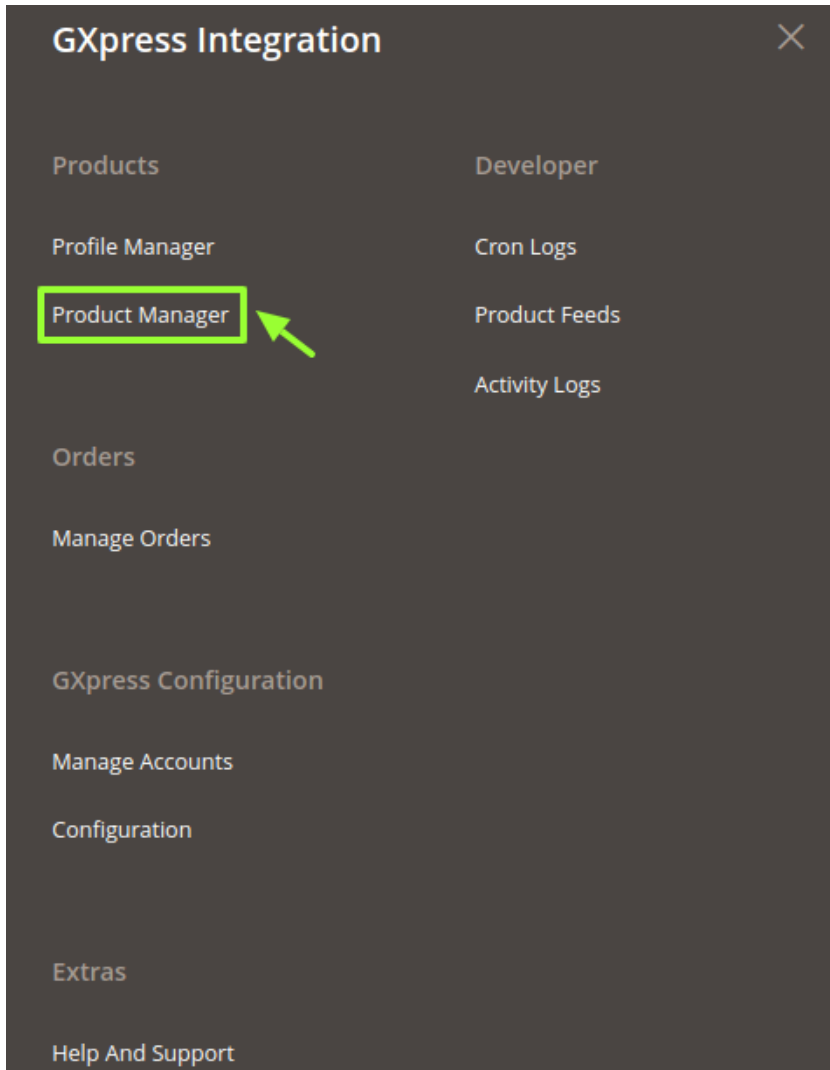 GXpress Integration
Products
Profile Manager
Product Manager
Orders
Manage Orders
GXpress Configuration
Manage Accounts
Configuration
Extras
Help And Support
Developer
Cron Logs
Product Feeds
Activity Logs